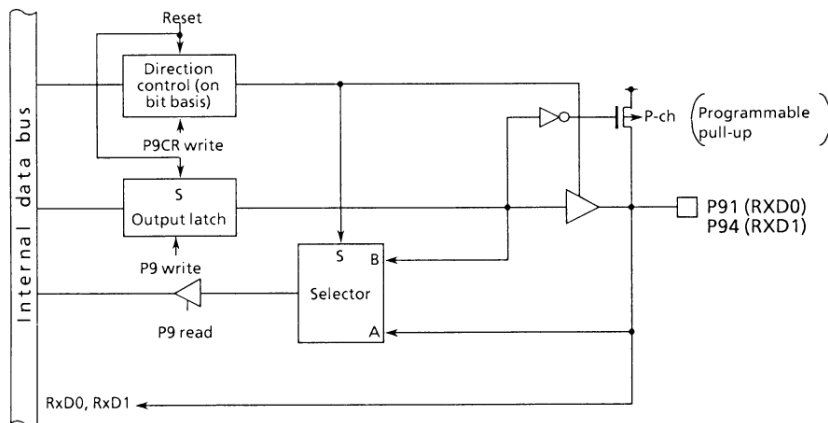 Reset
Direction
control (on
bit basis)
P-ch
(Programmable
pull-up)
P9CR write
Internal data bus
S
Output latch
P91 (RXD0)
P94 (RXD1)
P9 write
S
B
Selector
P9 read
A
RxD0, RxD1